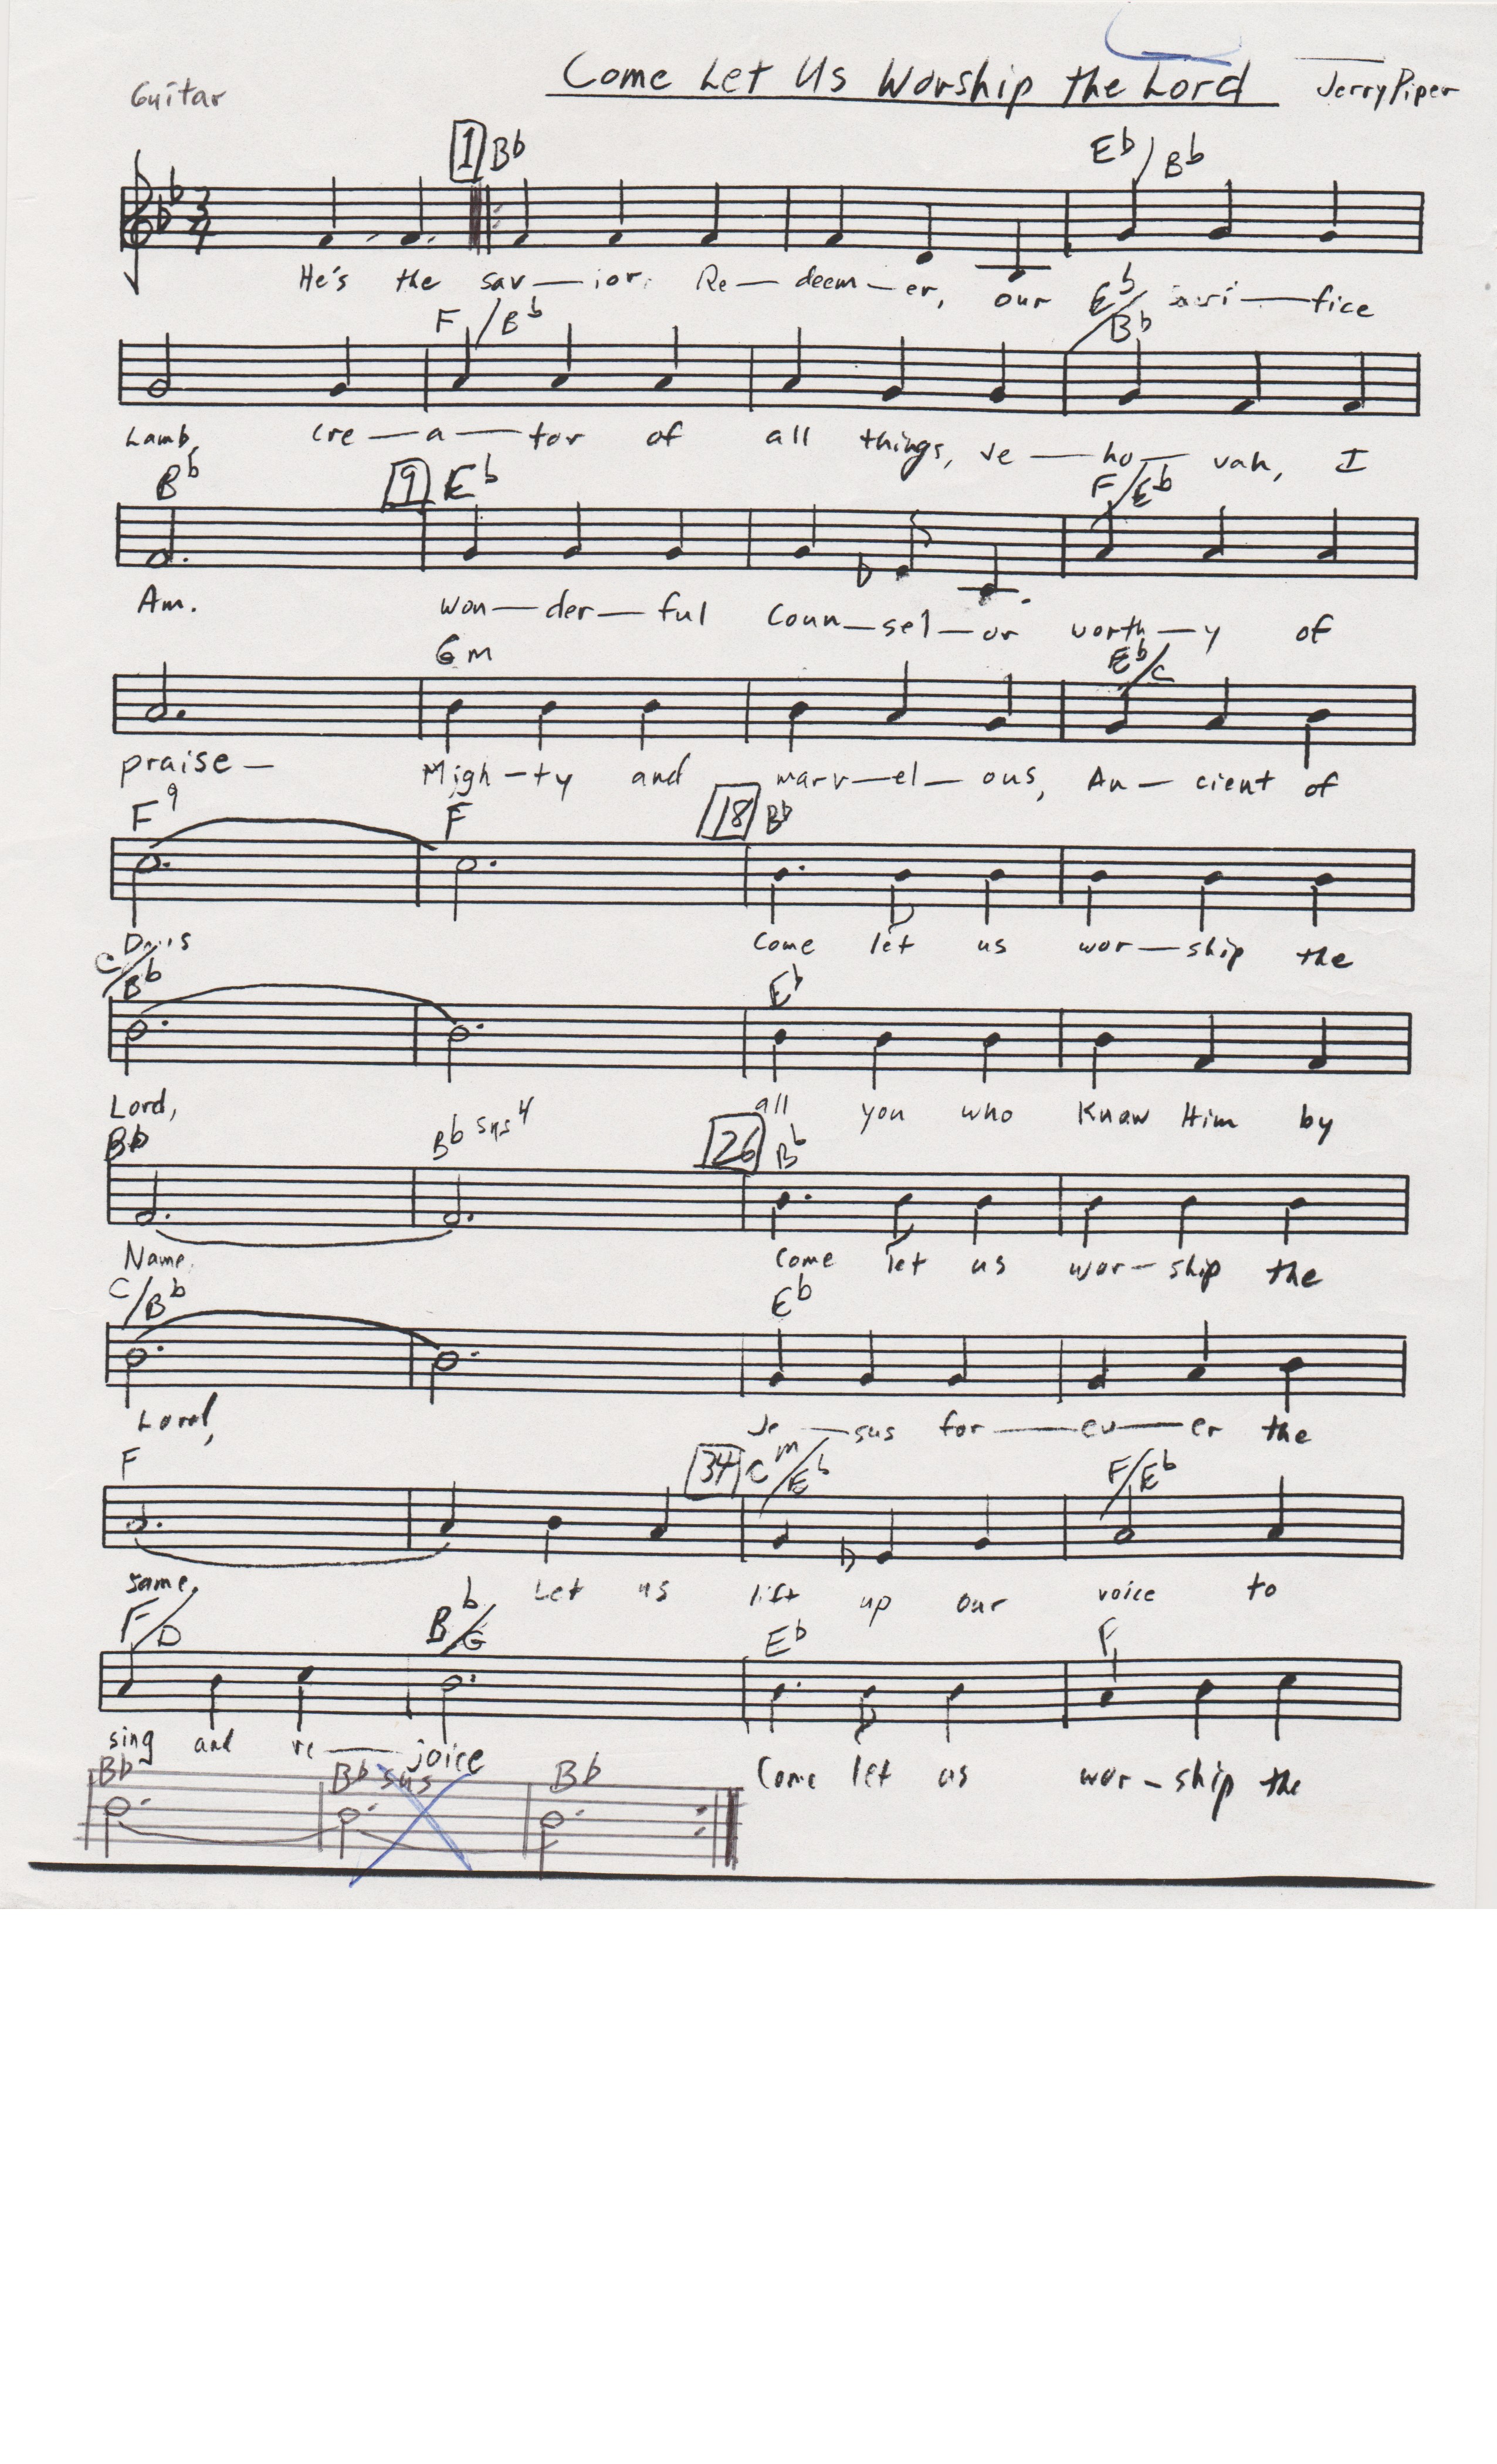 Guitar Come Let Us Worship the Lord Jerry Piper
1 Bb Eb/Bb
3/4
He's the sav—ior, Re—deem—er, our fice
F/Bb Eb/Bb
Lamb, cre—a—tor of all things, Je—ho—vah, I
Bb 9 Eb F/Eb
Am. won—der—ful Coun—sel—or worth—y of
Gm Eb/C
praise— Migh—ty and marv—el—ous, An—cient of
F9 F 18 Bb
Come let us wor—ship the
C/Bb Eb
Lord, all you who Know Him by
Bb Bb sus4 26 Bb
Name. Come let us wor—ship the
C/Bb Eb
Lord, Je—sus for—ev—er the
F 34 Cm/Eb F/Eb
same, Let us lift up our voice to
F/D Bb/G Eb F
sing and re—joice Come let us wor—ship the
Bb Bb sus Bb